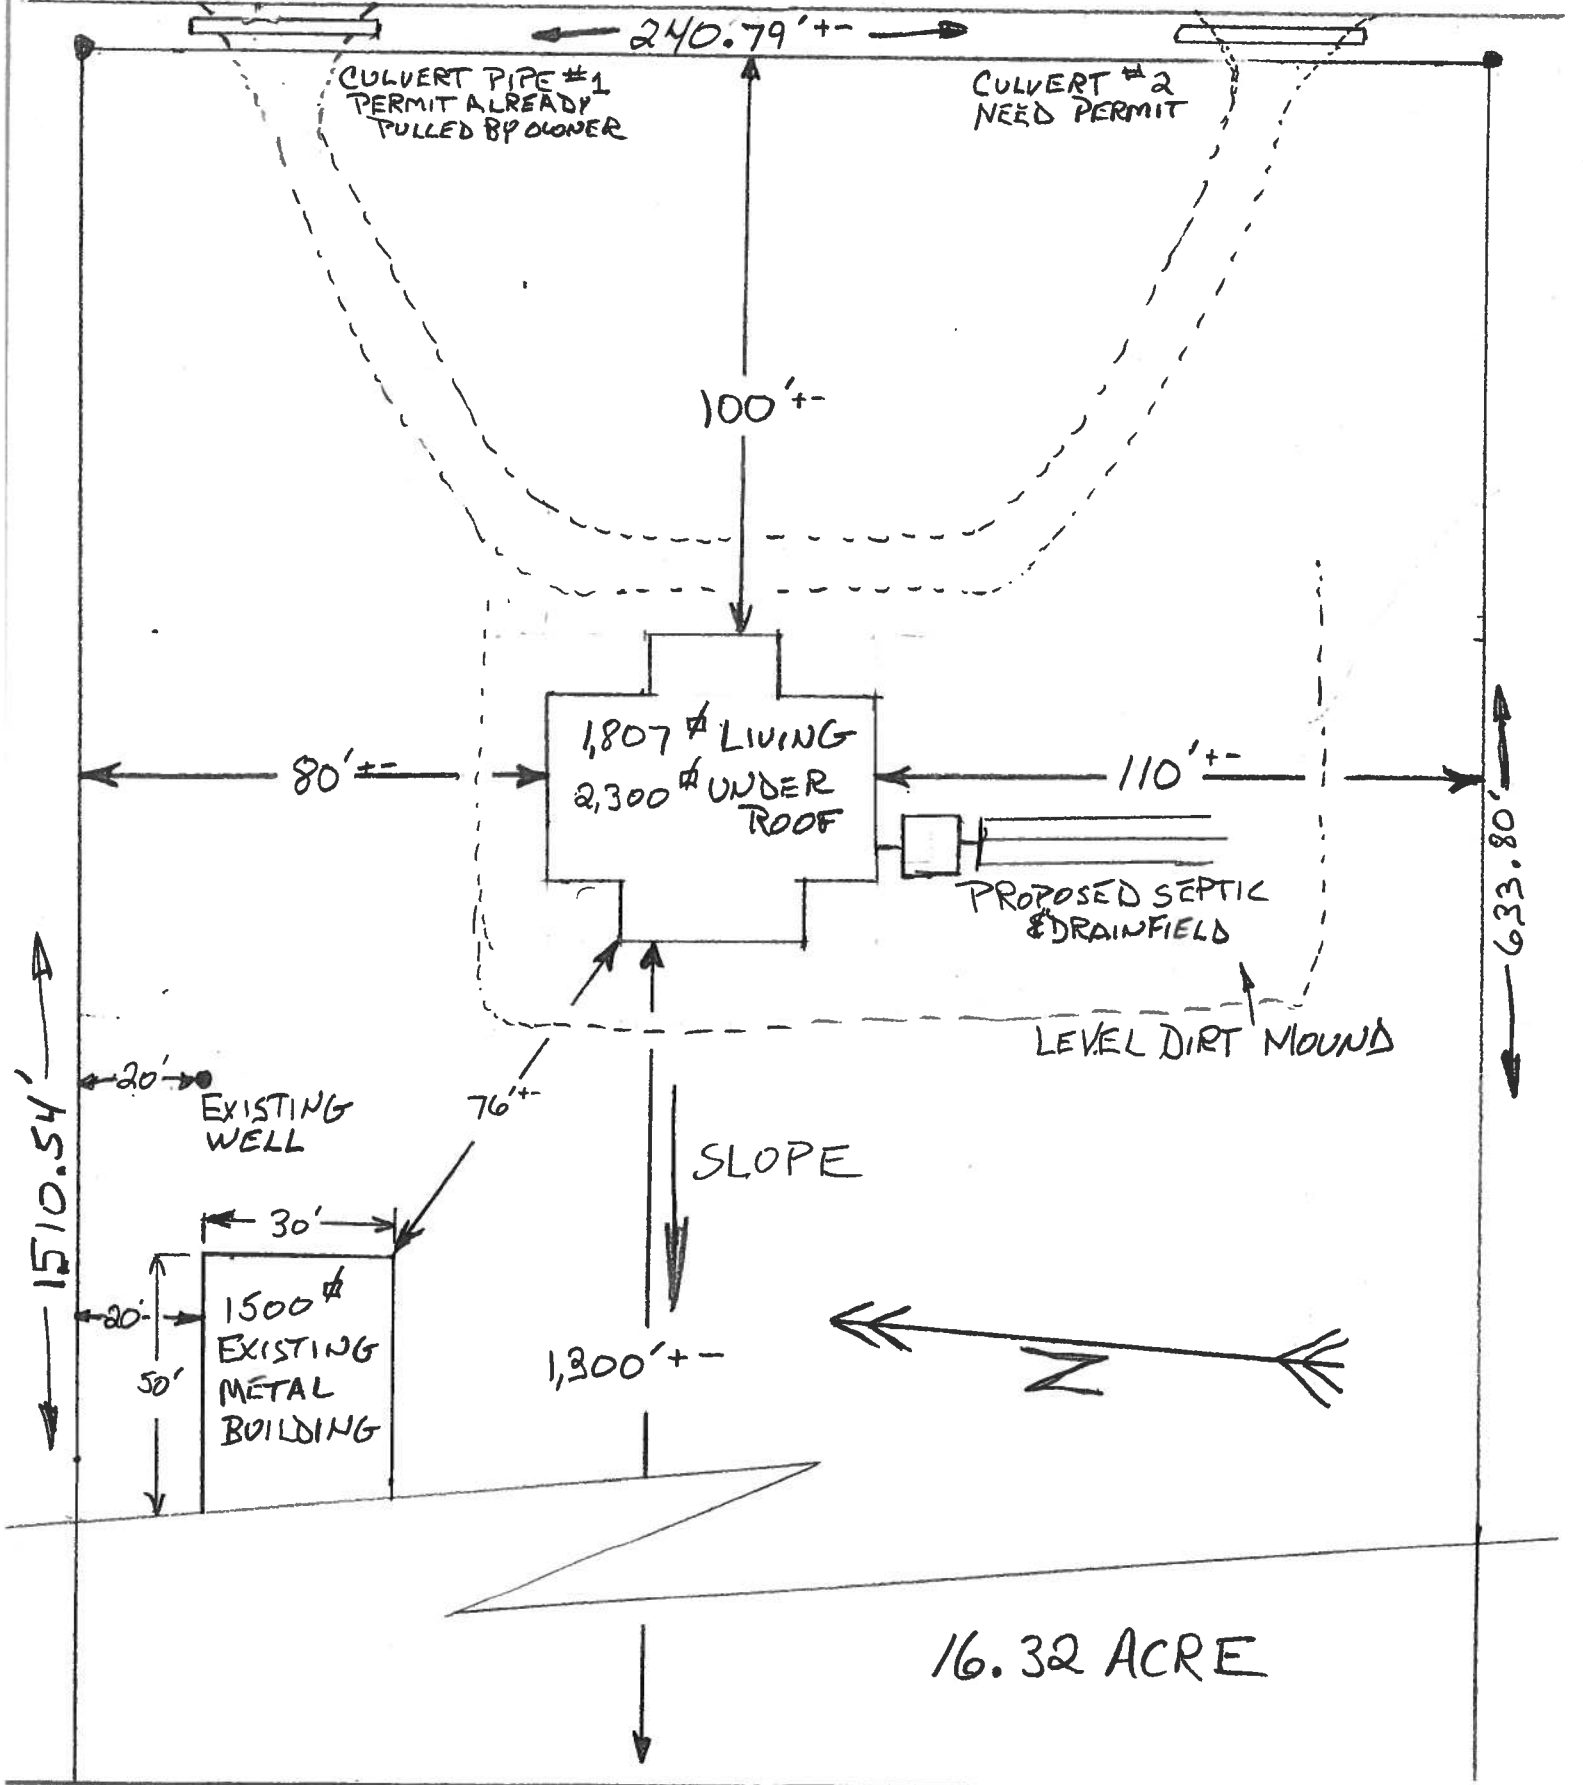 240.79'+-
CULVERT PIPE #1
PERMIT ALREADY
PULLED BY OWNER
CULVERT #2
NEED PERMIT
100'+-
1,807 ⌀ LIVING
2,300 ⌀ UNDER
ROOF
80'+-
110'+-
633.80'
PROPOSED SEPTIC
& DRAINFIELD
LEVEL DIRT MOUND
1510.54'
20'
EXISTING
WELL
76'+-
SLOPE
30'
20'
50'
1500 ⌀
EXISTING
METAL
BUILDING
1,300'+-
N
16.32 ACRE